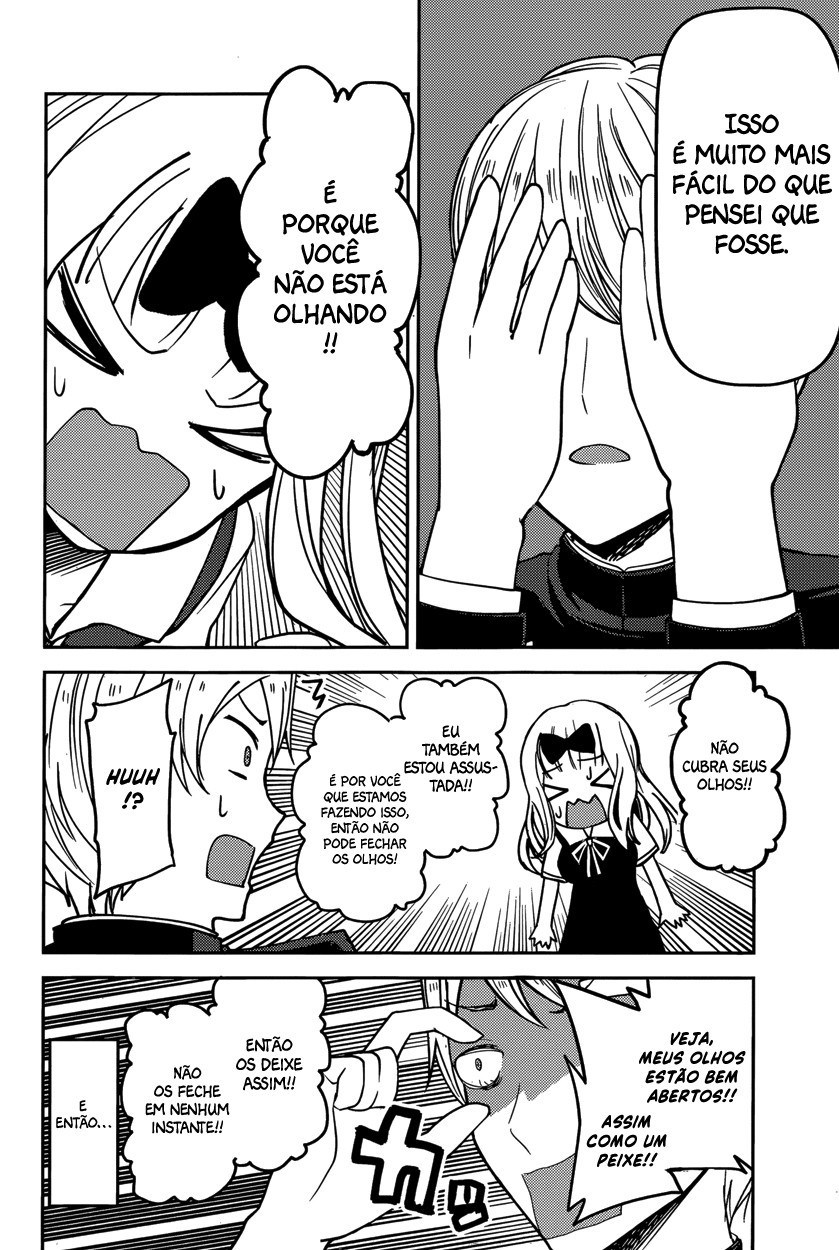 ISSO
É MUITO MAIS
FÁCIL DO QUE
PENSEI QUE
FOSSE.
É
PORQUE
VOCÊ
NÃO ESTÁ
OLHANDO
!!
NÃO
CUBRA SEUS
OLHOS!!
EU
TAMBÉM
ESTOU ASSUS-
TADA!!
É POR VOCÊ
QUE ESTAMOS
FAZENDO ISSO,
ENTÃO NÃO
PODE FECHAR
OS OLHOS!
HUUH
!?
VEJA,
MEUS OLHOS
ESTÃO BEM
ABERTOS!!
ASSIM
COMO UM
PEIXE!!
カッ
ENTÃO
OS DEIXE
ASSIM!!
NÃO
OS FECHE
EM NENHUM
INSTANTE!!
E
ENTÃO...